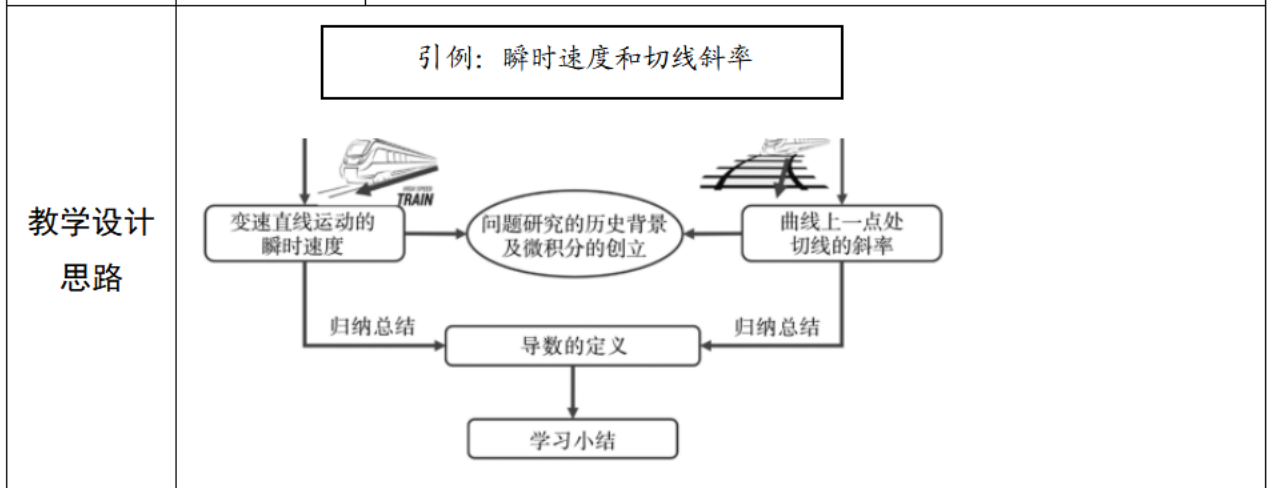 教学设计
思路
引例：瞬时速度和切线斜率
HIGH SPEED
TRAIN
变速直线运动的
瞬时速度
问题研究的历史背景
及微积分的创立
曲线上一点处
切线的斜率
归纳总结
归纳总结
导数的定义
学习小结